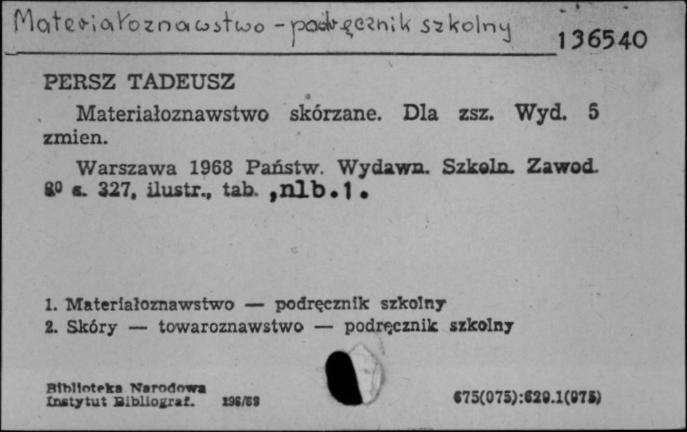 Materiałoznawstwo - podręcznik szkolny
136540
PERSZ TADEUSZ
Materiałoznawstwo skórzane. Dla zsz. Wyd. 5
zmien.
Warszawa 1968 Państw. Wydawn. Szkoln. Zawod.
8° s. 327, ilustr., tab. ,nlb.1.
1. Materiałoznawstwo — podręcznik szkolny
2. Skóry — towaroznawstwo — podręcznik szkolny
Biblioteka Narodowa
Instytut Bibliograf. 196/69
675(075):620.1(075)